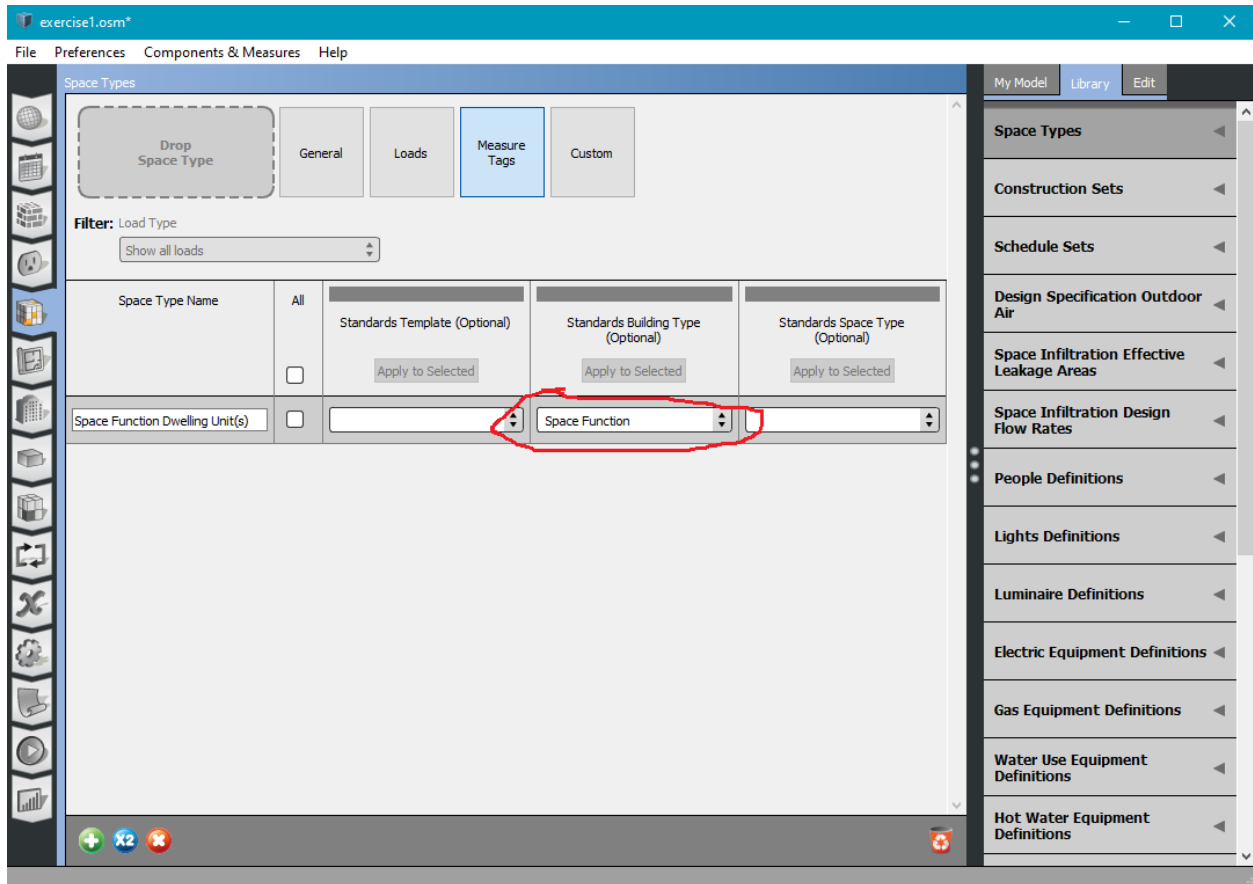 exercise1.osm*
File Preferences Components & Measures Help
Space Types
Drop
Space Type
General
Loads
Measure
Tags
Custom
Filter: Load Type
Show all loads
Space Type Name
All
Standards Template (Optional)
Apply to Selected
Standards Building Type
(Optional)
Apply to Selected
Standards Space Type
(Optional)
Apply to Selected
Space Function Dwelling Unit(s)
Space Function
X2
My Model Library Edit
Space Types
Construction Sets
Schedule Sets
Design Specification Outdoor
Air
Space Infiltration Effective
Leakage Areas
Space Infiltration Design
Flow Rates
People Definitions
Lights Definitions
Luminaire Definitions
Electric Equipment Definitions
Gas Equipment Definitions
Water Use Equipment
Definitions
Hot Water Equipment
Definitions